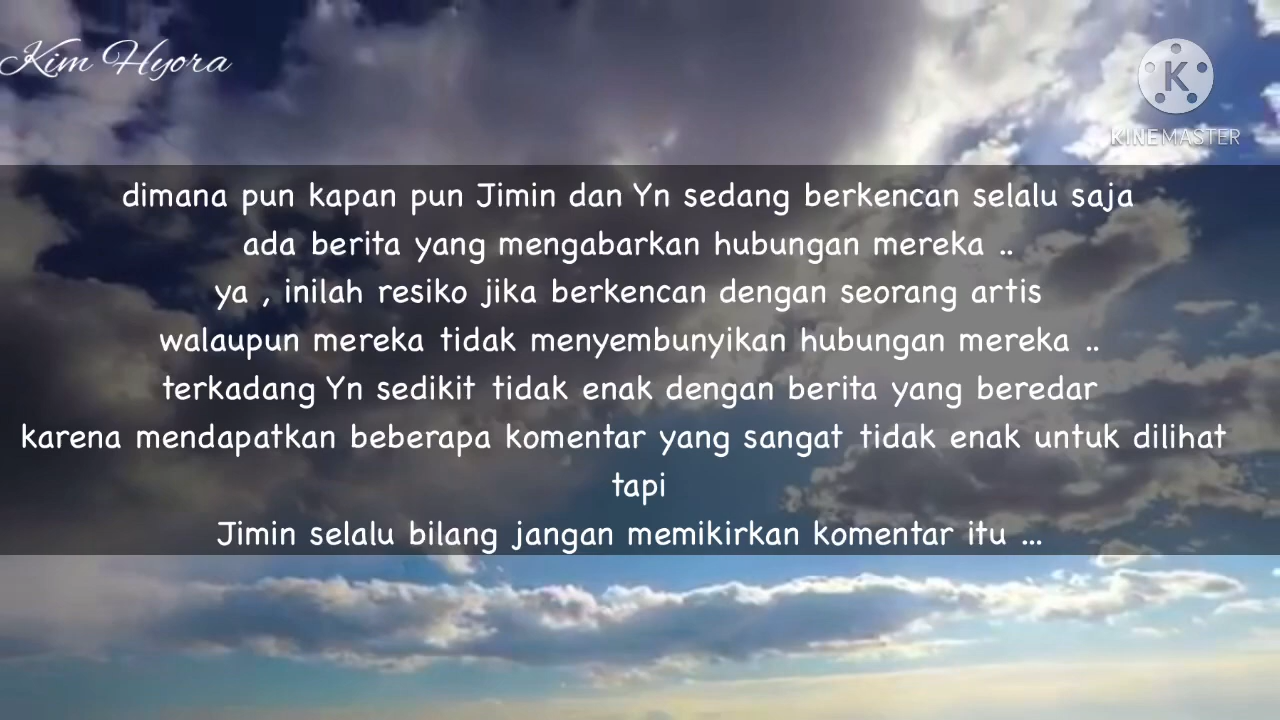 Kim Hyora
K
KINEMASTER
dimana pun kapan pun Jimin dan Yn sedang berkencan selalu saja
ada berita yang mengabarkan hubungan mereka ..
ya , inilah resiko jika berkencan dengan seorang artis
walaupun mereka tidak menyembunyikan hubungan mereka ..
terkadang Yn sedikit tidak enak dengan berita yang beredar
karena mendapatkan beberapa komentar yang sangat tidak enak untuk dilihat
tapi
Jimin selalu bilang jangan memikirkan komentar itu ...